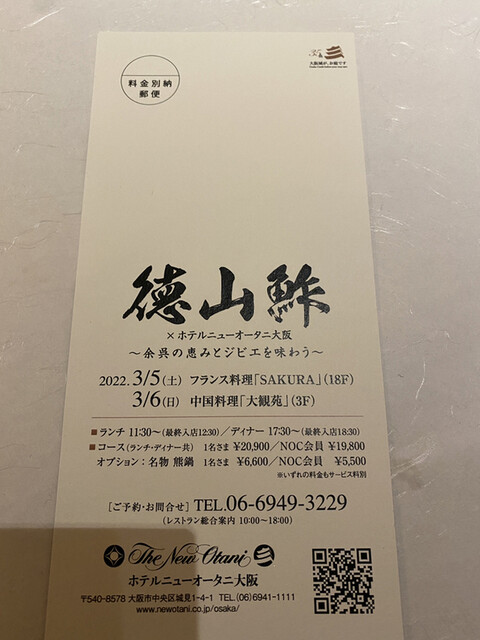 料金別納
郵便
大阪城が、お庭です
德山鮓
×ホテルニューオータニ大阪
〜余呉の恵みとジビエを味わう〜
2022. 3/5(土) フランス料理「SAKURA」(18F)
3/6(日) 中国料理「大観苑」(3F)
■ランチ 11:30〜(最終入店12:30)/ディナー 17:30〜(最終入店18:30)
■コース(ランチ・ディナー共) 1名さま ¥20,900/NOC会員 ¥19,800
オプション:名物 熊鍋 1名さま ¥6,600/NOC会員 ¥5,500
※いずれの料金もサービス料別
[ご予約・お問合せ] TEL.06-6949-3229
(レストラン総合案内 10:00〜18:00)
The New Otani
ホテルニューオータニ大阪
〒540-8578 大阪市中央区城見1-4-1 TEL.(06)6941-1111
www.newotani.co.jp/osaka/